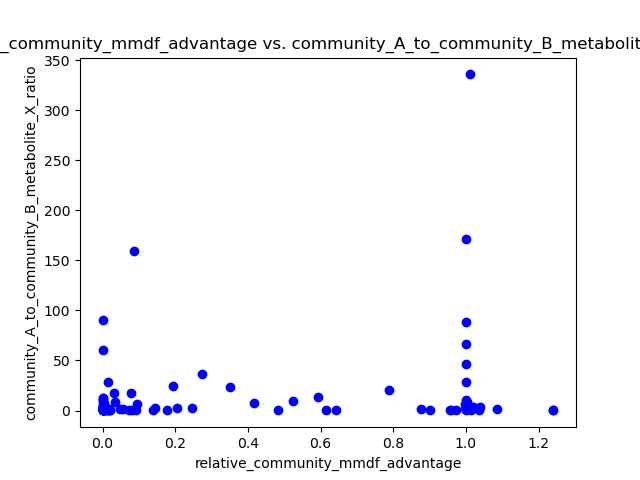 _community_mmdf_advantage vs. community_A_to_community_B_metabolit
350
300
250
200
150
100
50
0
community_A_to_community_B_metabolite_X_ratio
0.0 0.2 0.4 0.6 0.8 1.0 1.2
relative_community_mmdf_advantage